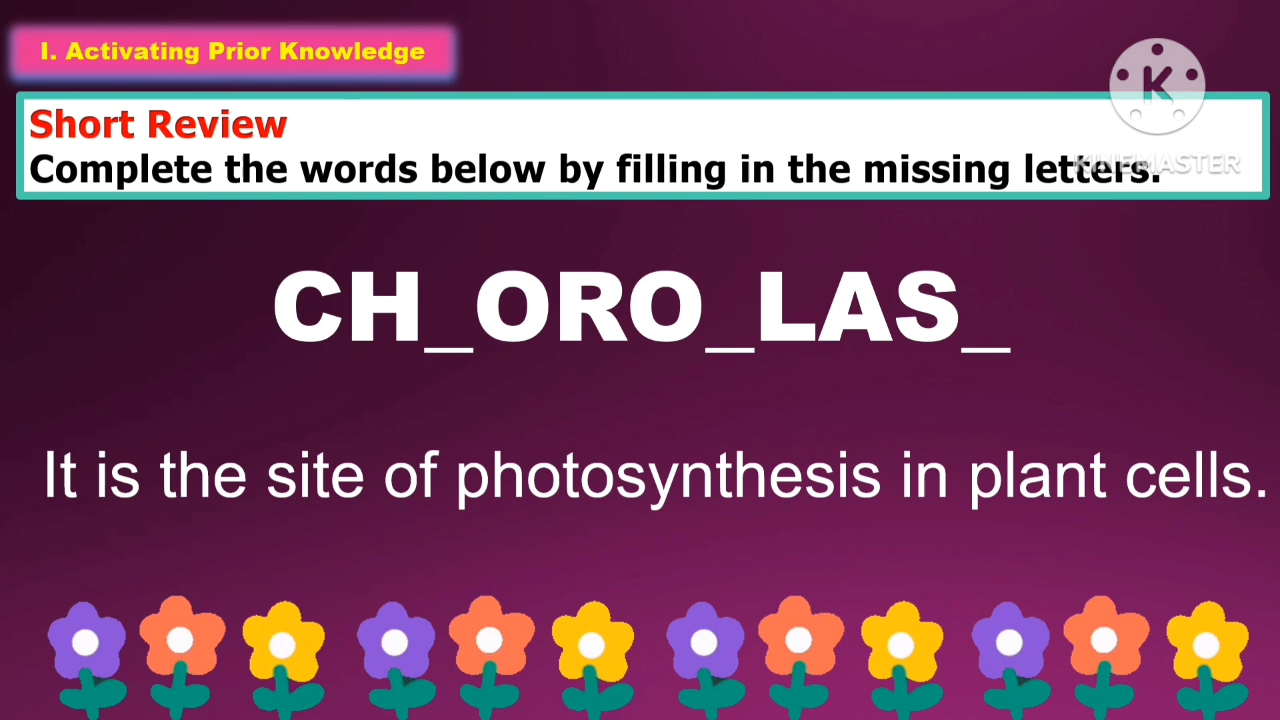 I. Activating Prior Knowledge
K
KINEMASTER
Short Review
Complete the words below by filling in the missing letters.
CH_ORO_LAS_
It is the site of photosynthesis in plant cells.